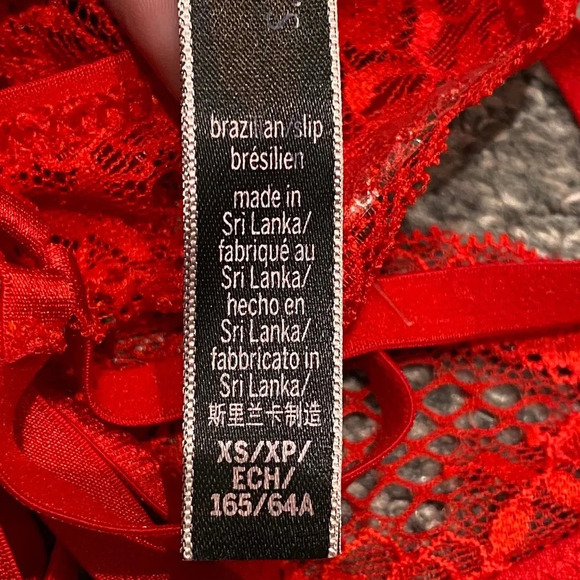 brazilian/slip
brésilien
made in
Sri Lanka/
fabriqué au
Sri Lanka/
hecho en
Sri Lanka/
fabbricato in
Sri Lanka/
斯里兰卡制造
XS/XP/
ECH/
165/64A